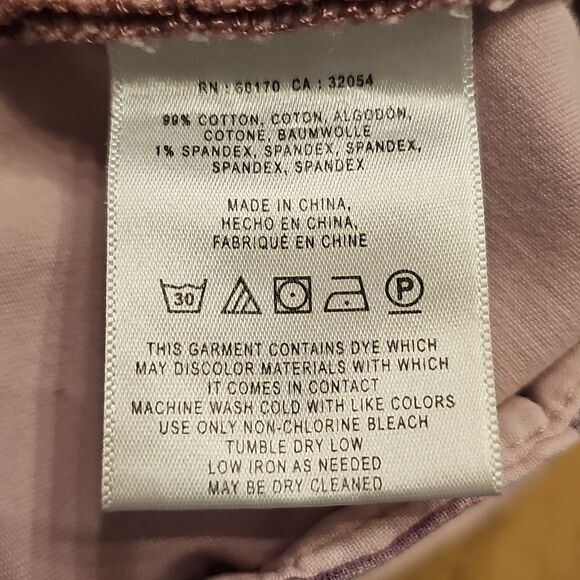 RN : 66170 CA : 32054
99% COTTON, COTON, ALGODÓN,
COTONE, BAUMWOLLE
1% SPANDEX, SPANDEX, SPANDEX,
SPANDEX, SPANDEX
MADE IN CHINA,
HECHO EN CHINA,
FABRIQUÉ EN CHINE
30 P
THIS GARMENT CONTAINS DYE WHICH
MAY DISCOLOR MATERIALS WITH WHICH
IT COMES IN CONTACT
MACHINE WASH COLD WITH LIKE COLORS
USE ONLY NON-CHLORINE BLEACH
TUMBLE DRY LOW
LOW IRON AS NEEDED
MAY BE DRY CLEANED